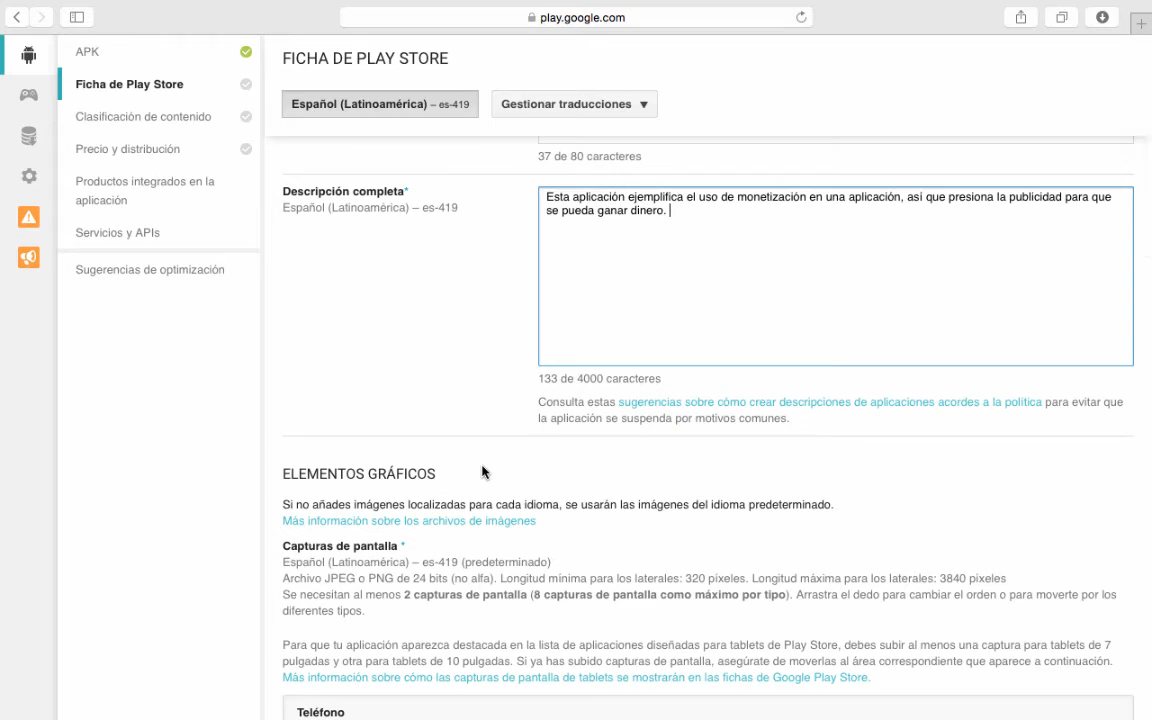 play.google.com
APK
Ficha de Play Store
Clasificación de contenido
Precio y distribución
Productos integrados en la
aplicación
Servicios y APIs
Sugerencias de optimización
FICHA DE PLAY STORE
Español (Latinoamérica) – es-419
Gestionar traducciones ▼
37 de 80 caracteres
Descripción completa*
Español (Latinoamérica) – es-419
Esta aplicación ejemplifica el uso de monetización en una aplicación, así que presiona la publicidad para que
se pueda ganar dinero.
133 de 4000 caracteres
Consulta estas sugerencias sobre cómo crear descripciones de aplicaciones acordes a la política para evitar que
la aplicación se suspenda por motivos comunes.
ELEMENTOS GRÁFICOS
Si no añades imágenes localizadas para cada idioma, se usarán las imágenes del idioma predeterminado.
Más información sobre los archivos de imágenes
Capturas de pantalla *
Español (Latinoamérica) – es-419 (predeterminado)
Archivo JPEG o PNG de 24 bits (no alfa). Longitud mínima para los laterales: 320 píxeles. Longitud máxima para los laterales: 3840 píxeles
Se necesitan al menos 2 capturas de pantalla (8 capturas de pantalla como máximo por tipo). Arrastra el dedo para cambiar el orden o para moverte por los
diferentes tipos.
Para que tu aplicación aparezca destacada en la lista de aplicaciones diseñadas para tablets de Play Store, debes subir al menos una captura para tablets de 7
pulgadas y otra para tablets de 10 pulgadas. Si ya has subido capturas de pantalla, asegúrate de moverlas al área correspondiente que aparece a continuación.
Más información sobre cómo las capturas de pantalla de tablets se mostrarán en las fichas de Google Play Store.
Teléfono